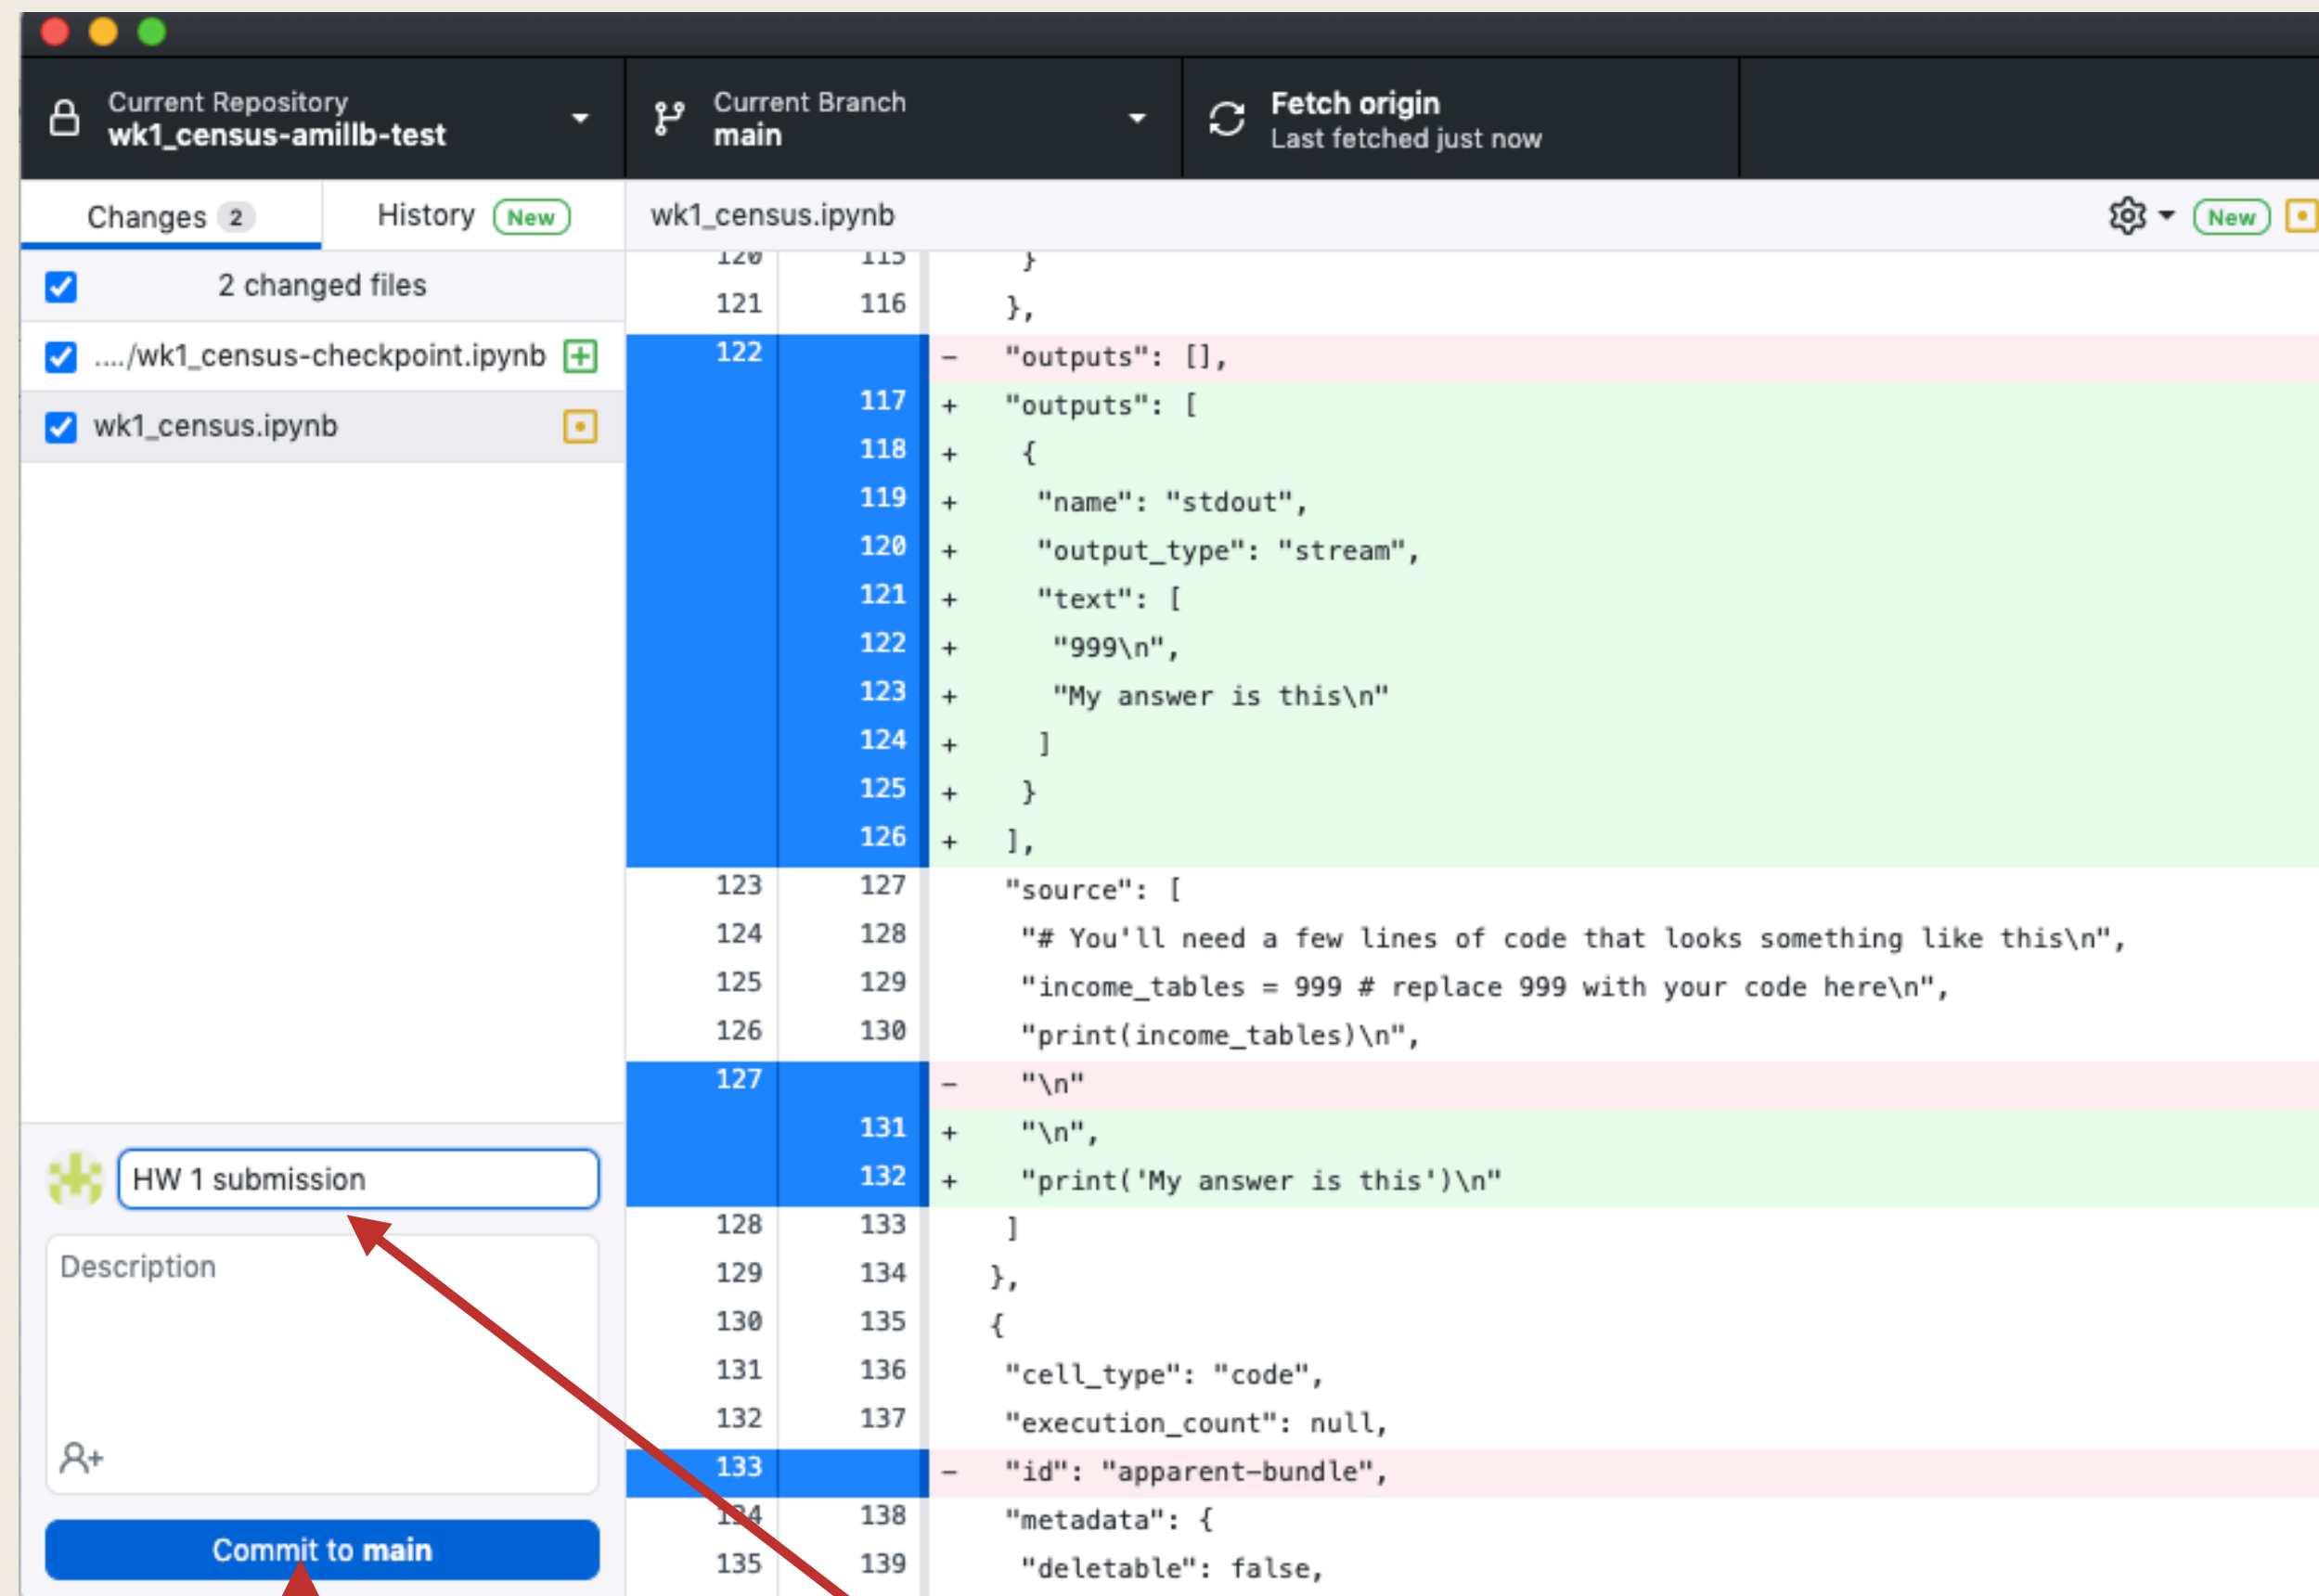 Current Repository
wk1_census-amillb-test
Current Branch
main
Fetch origin
Last fetched just now
Changes 2
History New
2 changed files
..../wk1_census-checkpoint.ipynb
wk1_census.ipynb
HW 1 submission
Description
Commit to main
wk1_census.ipynb
New
120 115 }
121 116 },
122 - "outputs": [],
117 + "outputs": [
118 + {
119 + "name": "stdout",
120 + "output_type": "stream",
121 + "text": [
122 + "999\n",
123 + "My answer is this\n"
124 + ]
125 + }
126 + ],
123 127 "source": [
124 128 "# You'll need a few lines of code that looks something like this\n",
125 129 "income_tables = 999 # replace 999 with your code here\n",
126 130 "print(income_tables)\n",
127 - "\n"
131 + "\n",
132 + "print('My answer is this')\n"
128 133 ]
129 134 },
130 135 {
131 136 "cell_type": "code",
132 137 "execution_count": null,
133 - "id": "apparent-bundle",
134 138 "metadata": {
135 139 "deletable": false,